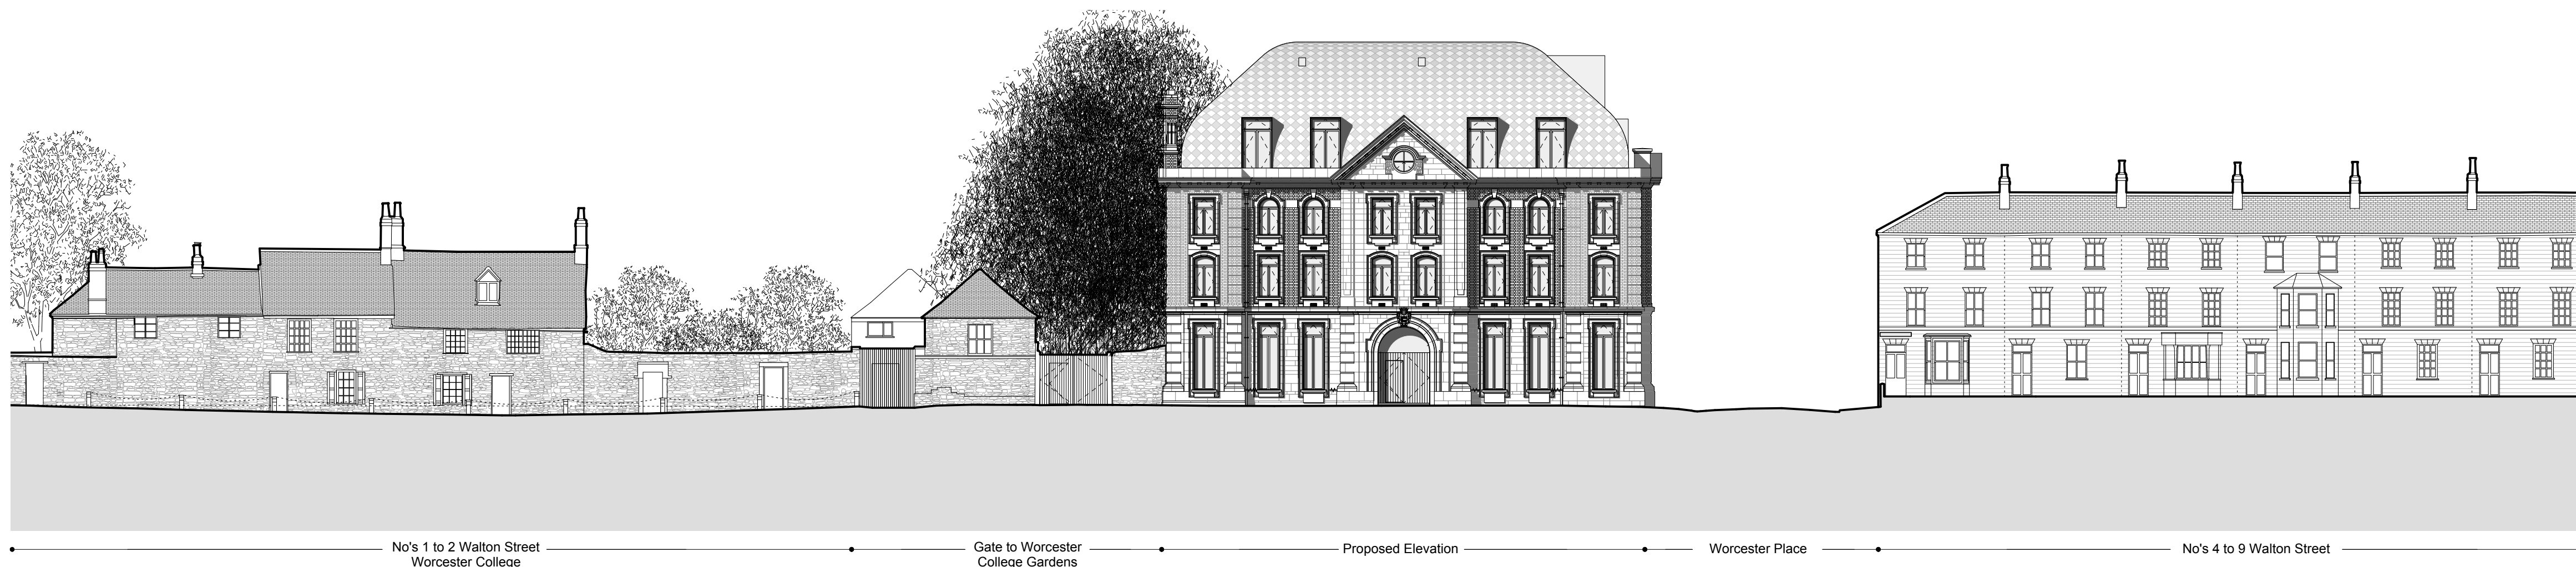 No's 1 to 2 Walton Street
Worcester College
Gate to Worcester
College Gardens
Proposed Elevation
Worcester Place
No's 4 to 9 Walton Street